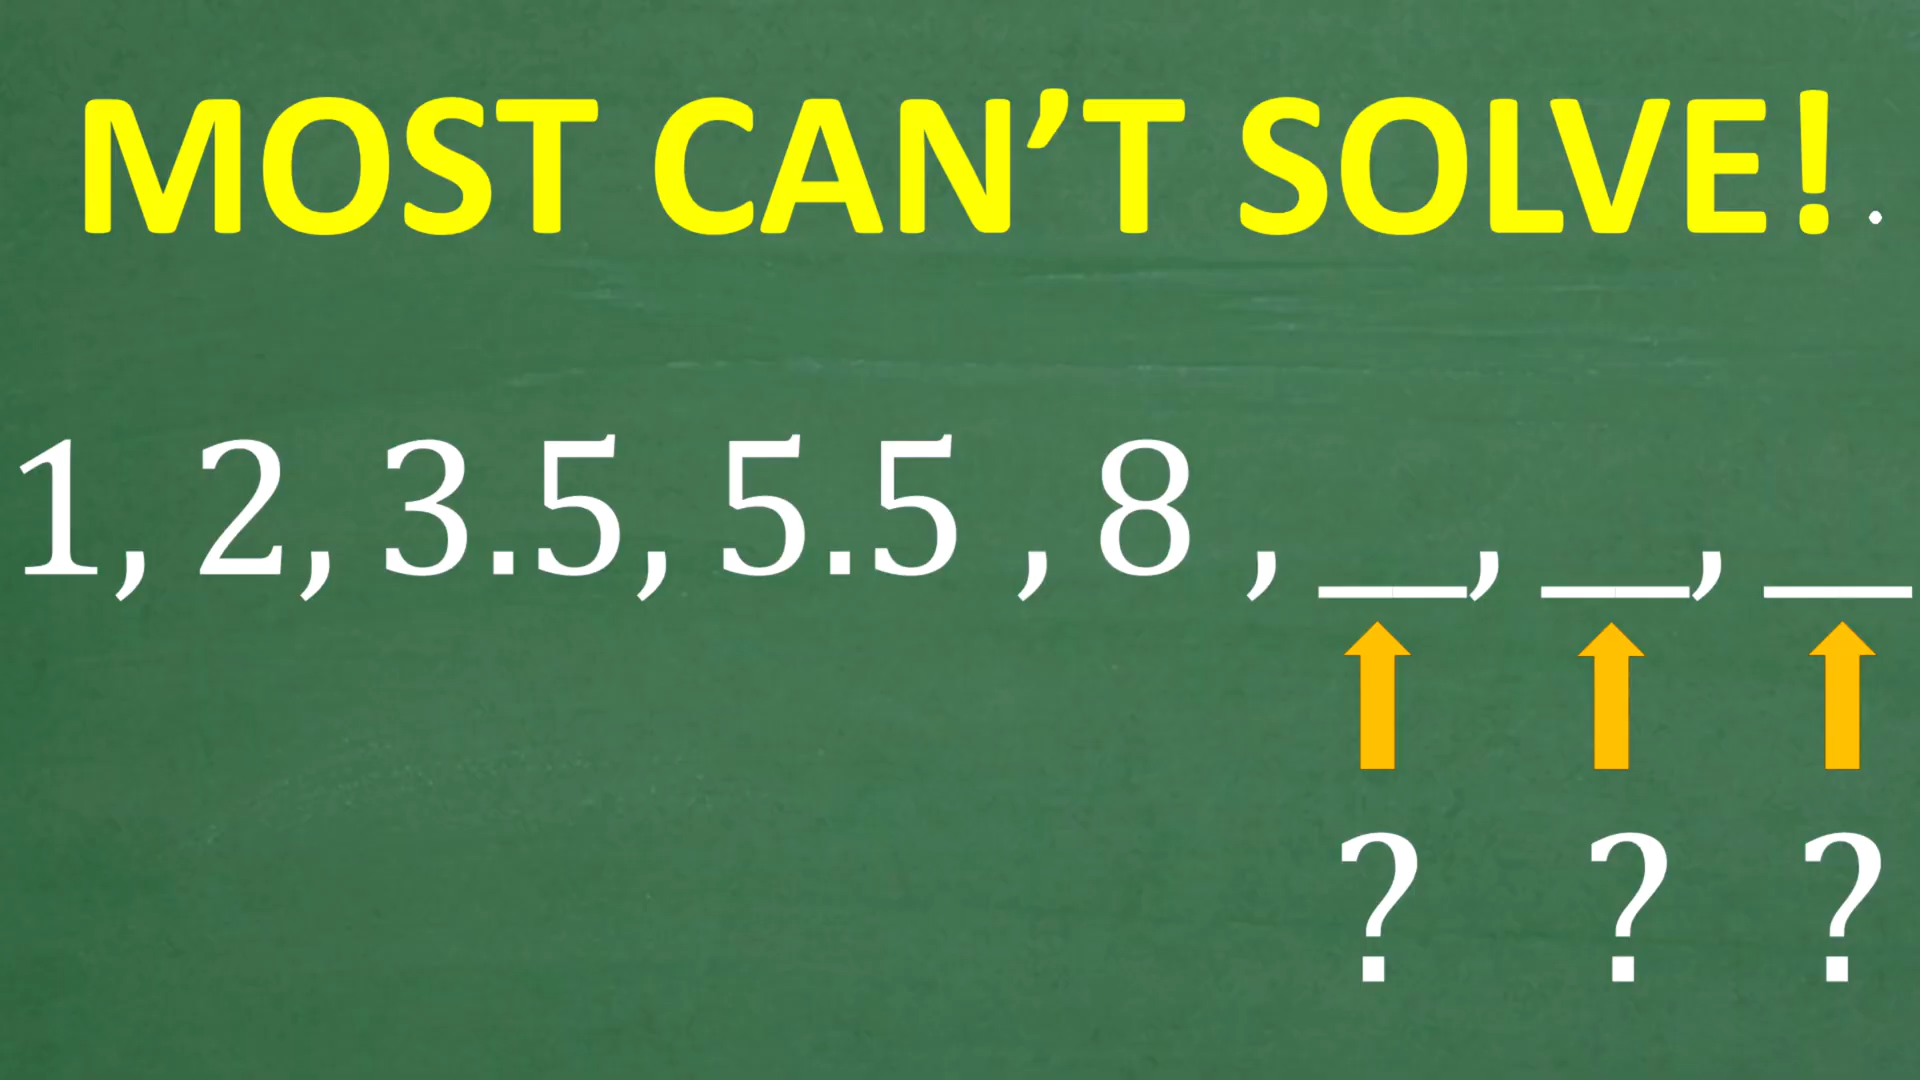 MOST CAN’T SOLVE! .
1, 2, 3.5, 5.5 , 8 , __, __, __
? ? ?